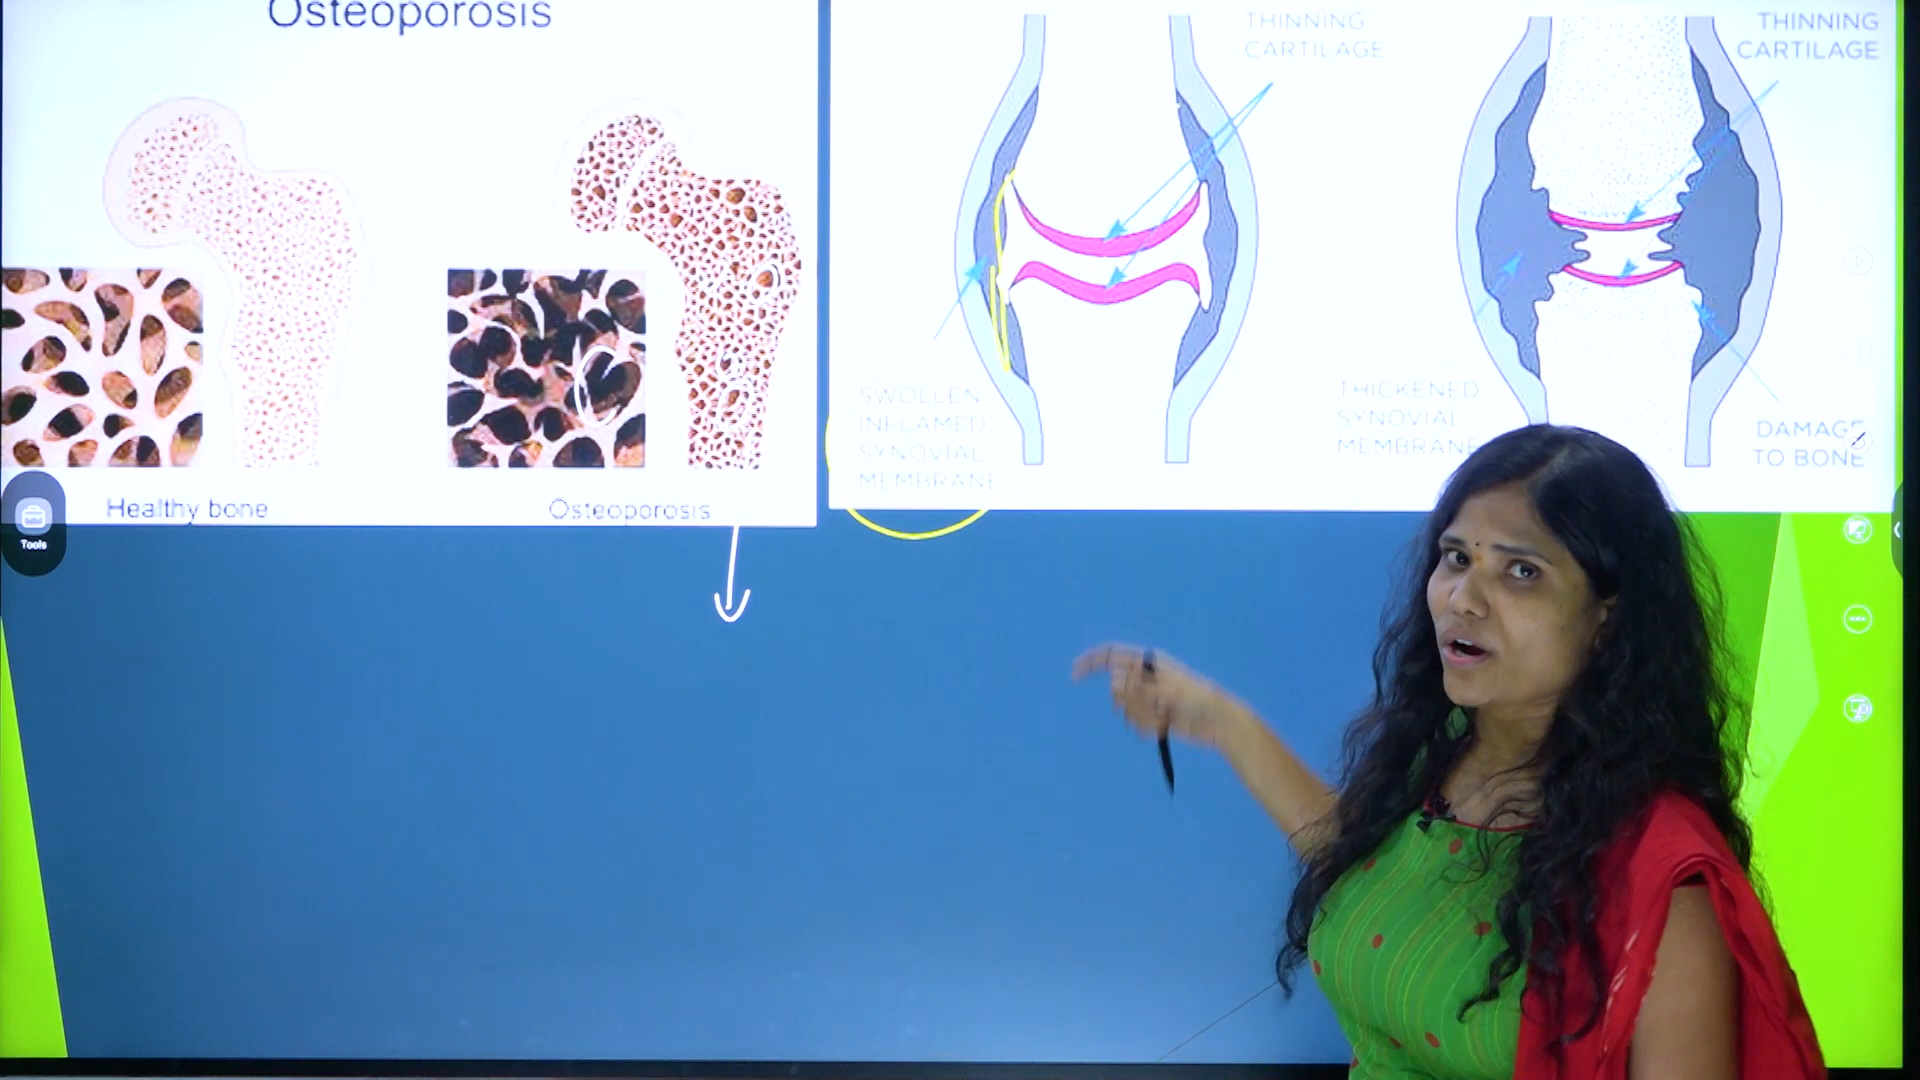 Osteoporosis
Healthy bone
Osteoporosis
THINNING
CARTILAGE
SWOLLEN
INFLAMED
SYNOVIAL
MEMBRANE
THINNING
CARTILAGE
THICKENED
SYNOVIAL
MEMBRANE
DAMAGE
TO BONE
Tools